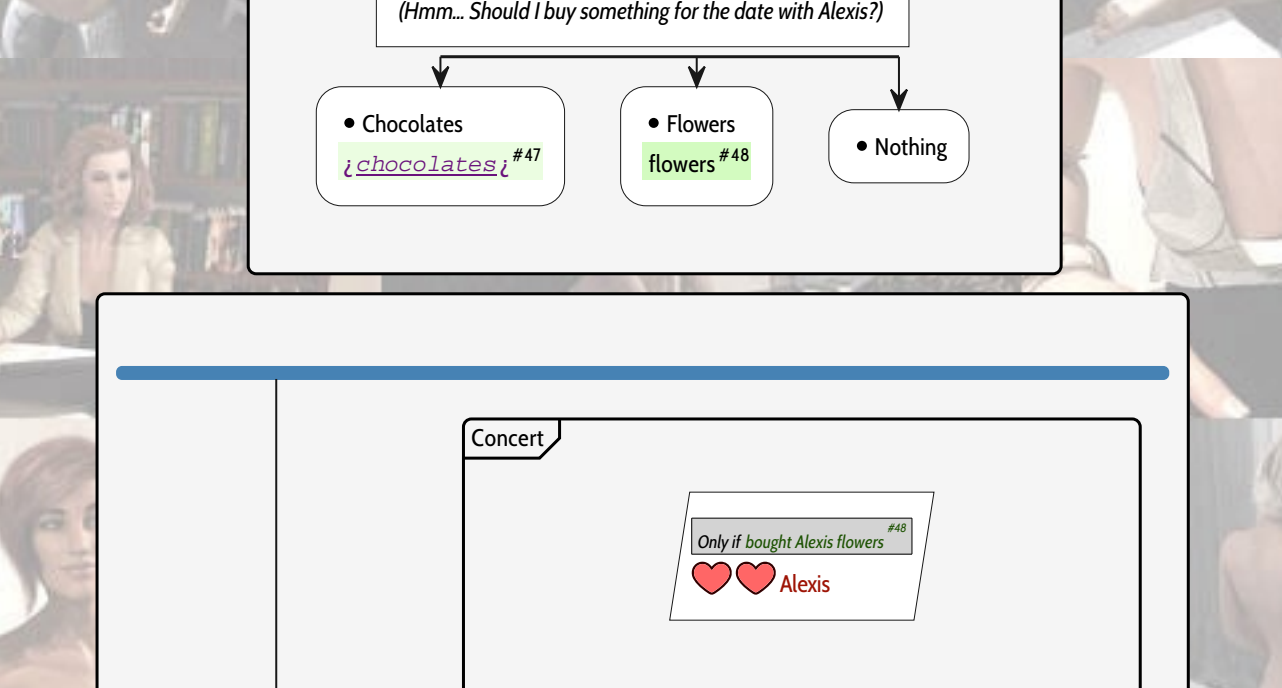 (Hmm... Should I buy something for the date with Alexis?)
• Chocolates
¿chocolates¿ #47
• Flowers
flowers #48
• Nothing
Concert
Only if bought Alexis flowers #48
Alexis